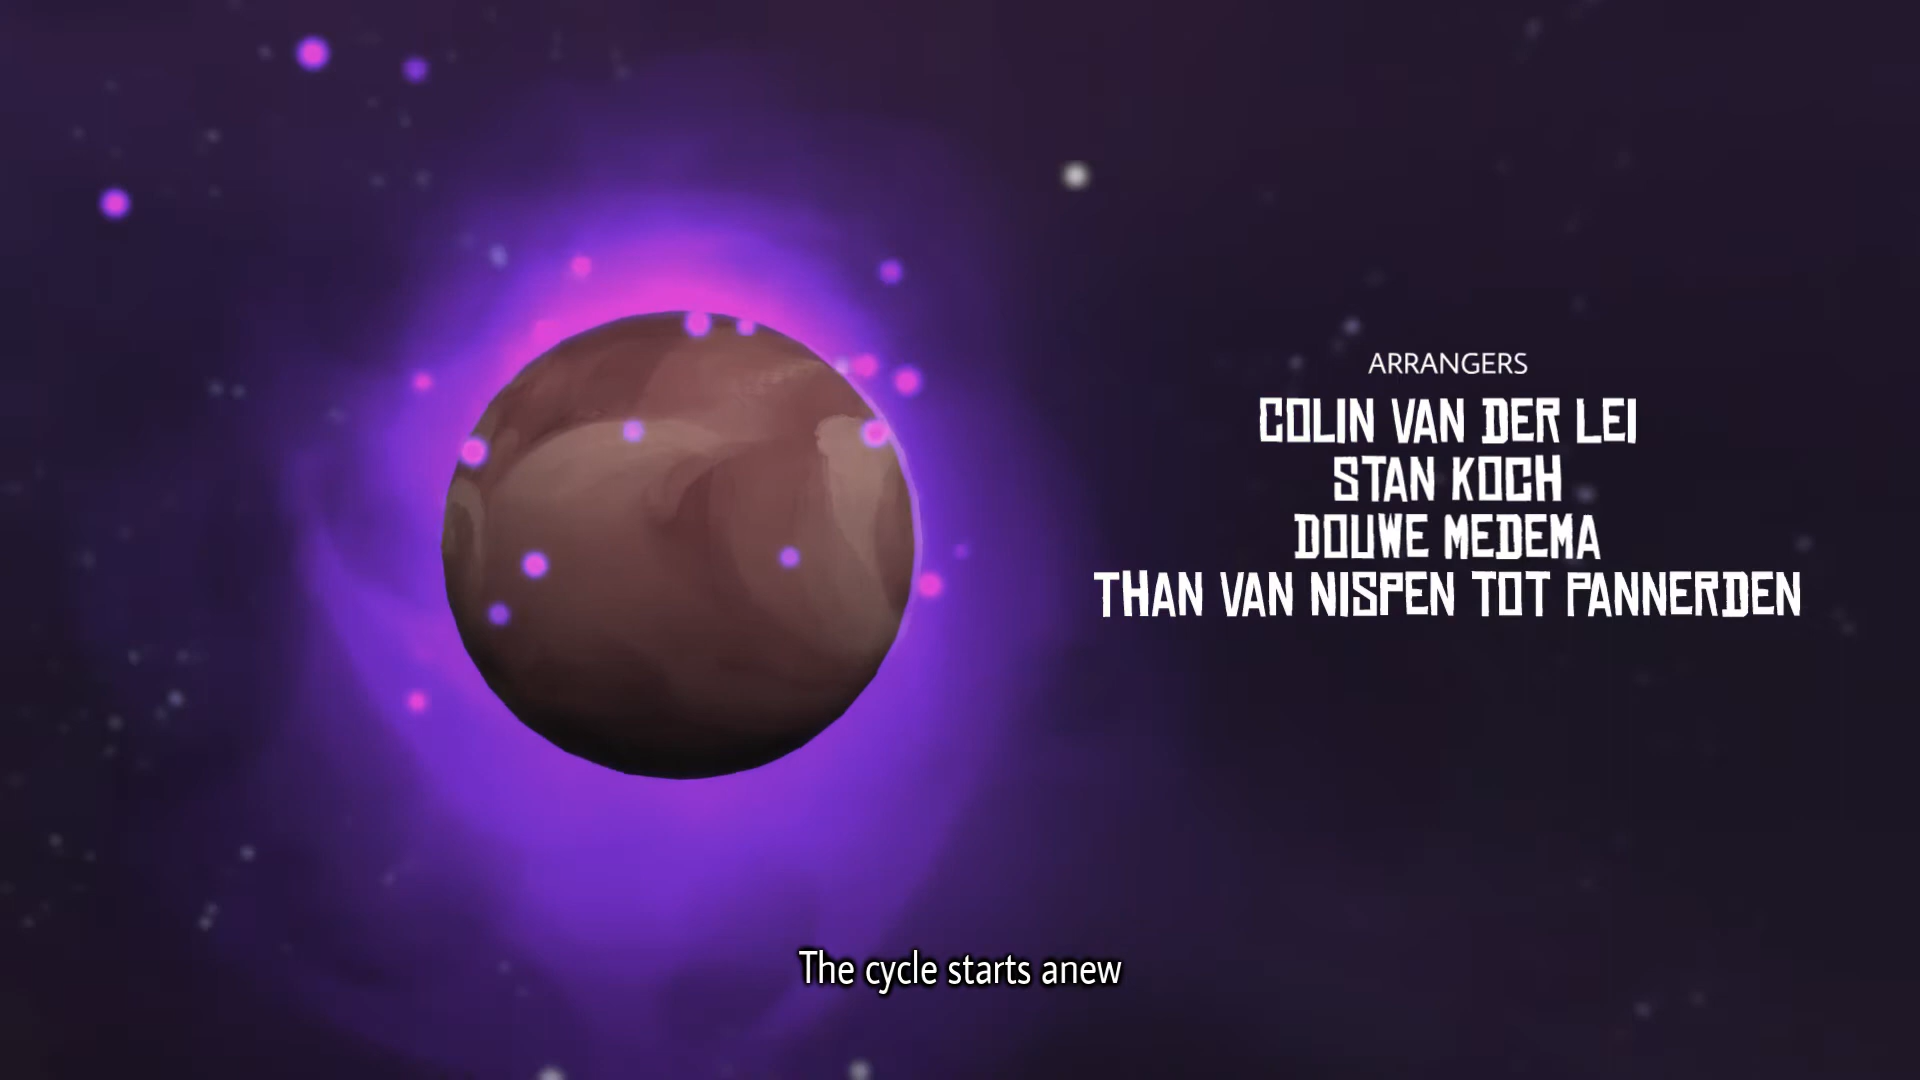 ARRANGERS
COLIN VAN DER LEI
STAN KOCH
DOUWE MEDEMA
THAN VAN NISPEN TOT PANNERDEN
The cycle starts anew